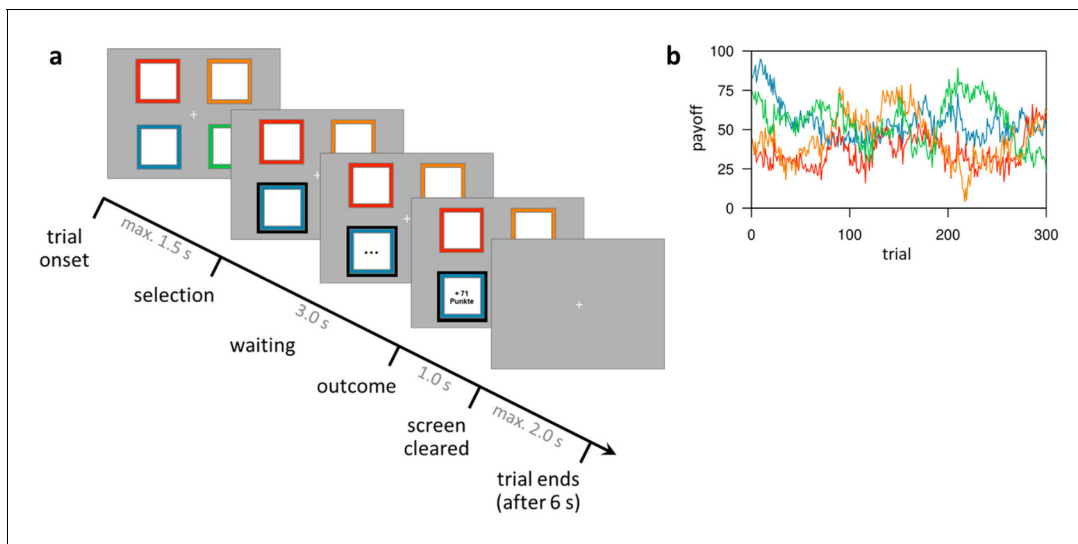 a
trial
onset
max. 1.5 s
selection
3.0 s
waiting
...
outcome
1.0 s
+ 71
Punkte
screen
cleared
max. 2.0 s
trial ends
(after 6 s)
b
100
75
50
25
0
payoff
0
100
200
300
trial